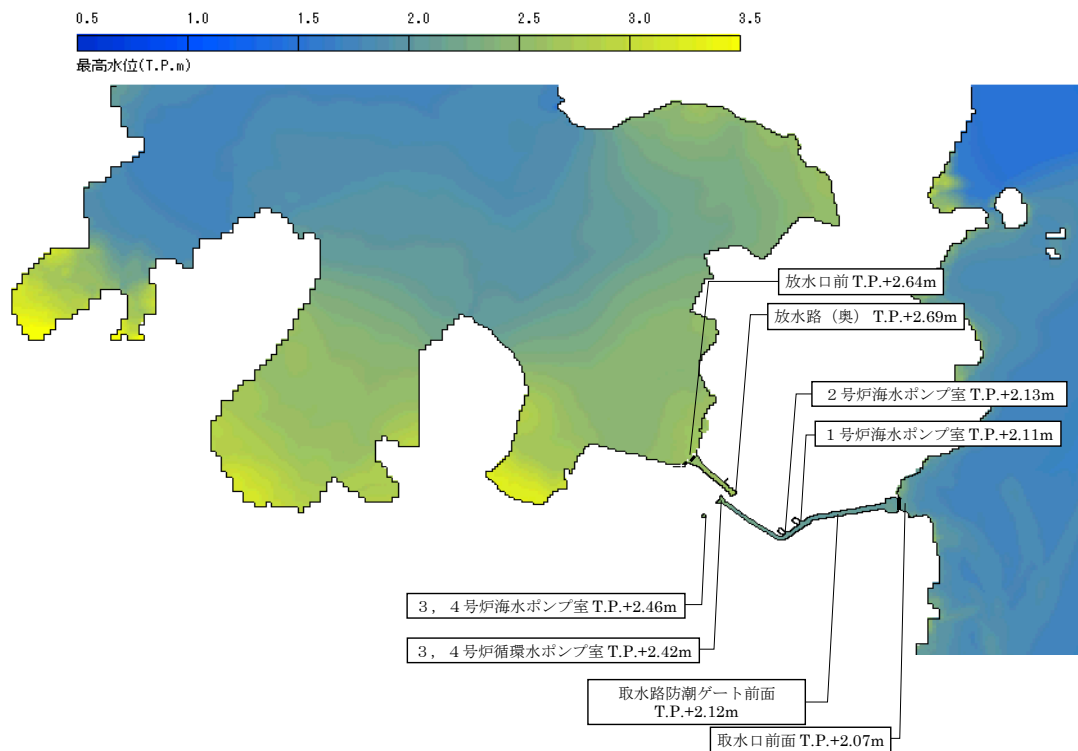 0.5 1.0 1.5 2.0 2.5 3.0 3.5
最高水位(T.P.m)
放水口前 T.P.+2.64m
放水路（奥） T.P.+2.69m
２号炉海水ポンプ室 T.P.+2.13m
１号炉海水ポンプ室 T.P.+2.11m
３，４号炉海水ポンプ室 T.P.+2.46m
３，４号炉循環水ポンプ室 T.P.+2.42m
取水路防潮ゲート前面
T.P.+2.12m
取水口前面 T.P.+2.07m